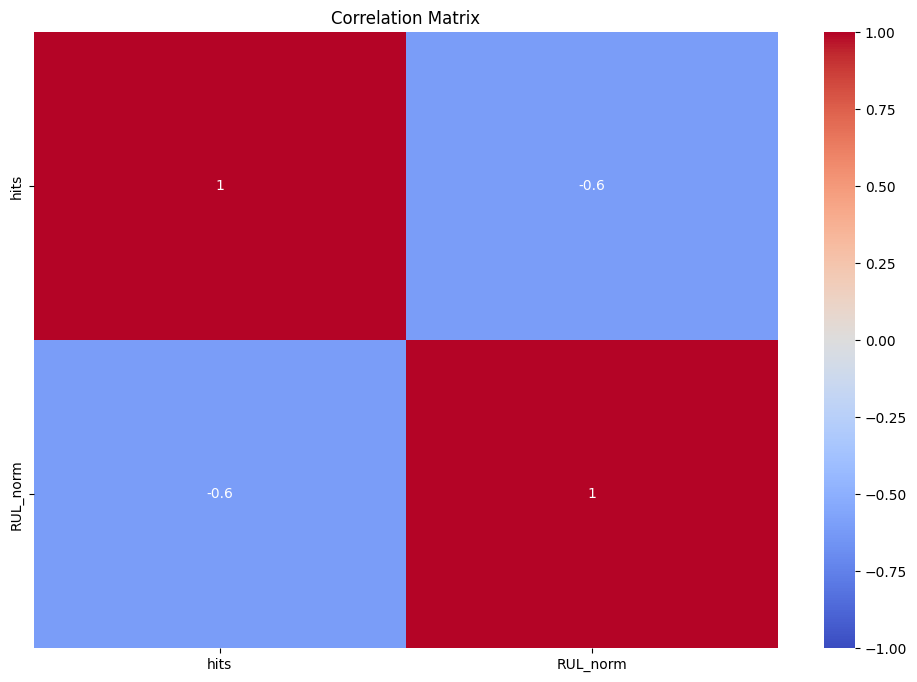 Correlation Matrix
hits
1
-0.6
RUL_norm
-0.6
1
hits
RUL_norm
1.00
0.75
0.50
0.25
0.00
−0.25
−0.50
−0.75
−1.00